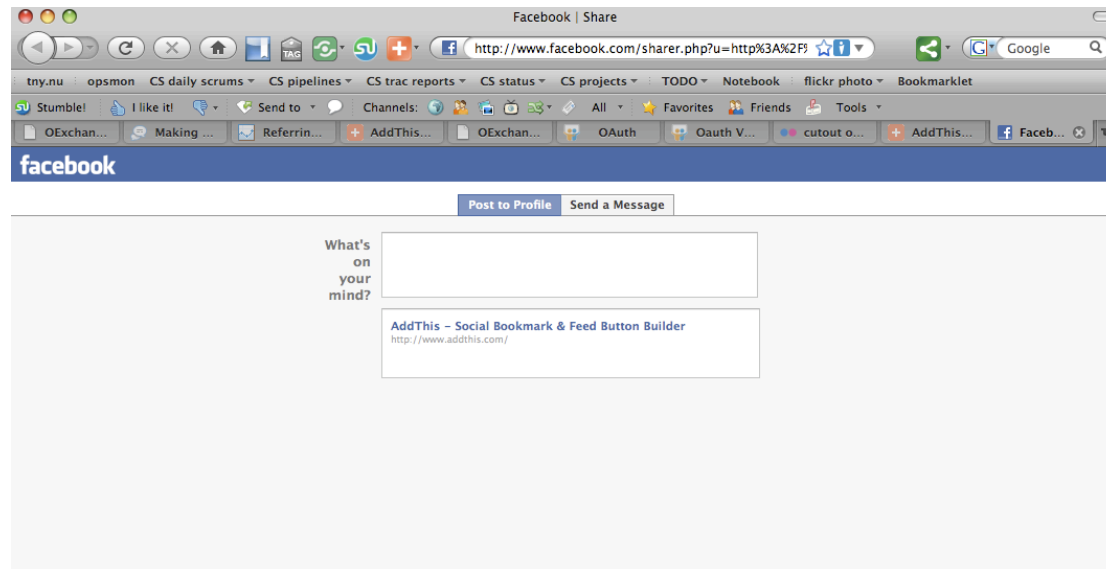 Facebook | Share
TAG http://www.facebook.com/sharer.php?u=http%3A%2F Google
tny.nu opsmon CS daily scrums CS pipelines CS trac reports CS status CS projects TODO Notebook flickr photo Bookmarklet
Stumble! I like it! Send to Channels: All Favorites Friends Tools
OExchan... Making ... Referrin... AddThis... OExchan... OAuth Oauth V... cutout o... AddThis... Faceb...
facebook
Post to Profile Send a Message
What's
on
your
mind?
AddThis - Social Bookmark & Feed Button Builder
http://www.addthis.com/